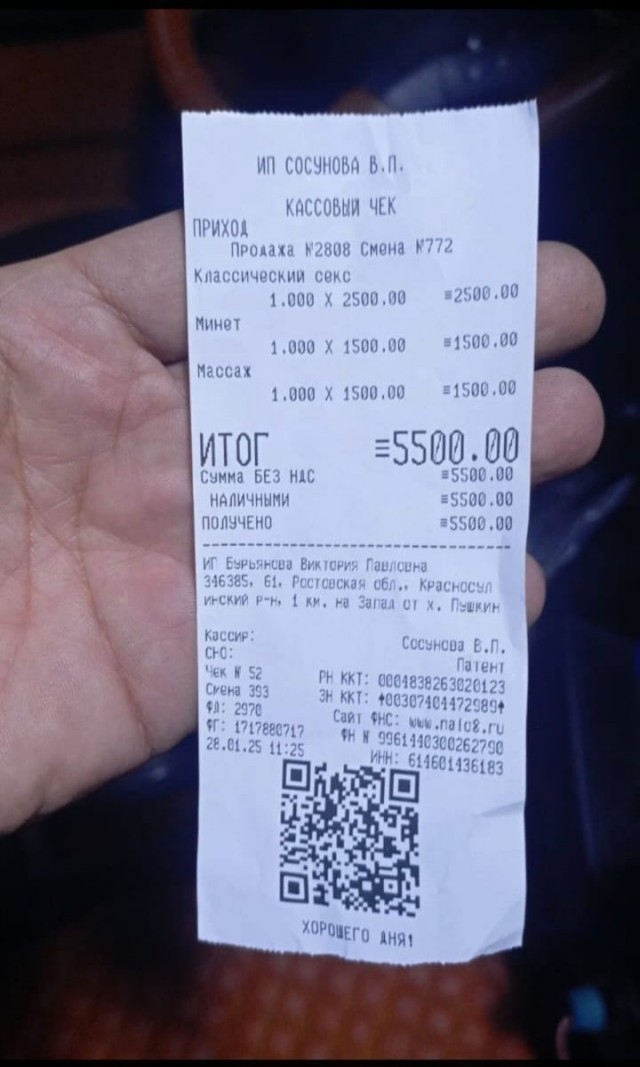 ИП СОСУНОВА В.П.
КАССОВЫЙ ЧЕК
ПРИХОД
Продажа №2808 Смена №772
Классический секс
1.000 X 2500.00 ≡2500.00
Минет
1.000 X 1500.00 ≡1500.00
Массаж
1.000 X 1500.00 ≡1500.00
ИТОГ ≡5500.00
Сумма БЕЗ НДС ≡5500.00
НАЛИЧНЫМИ ≡5500.00
ПОЛУЧЕНО ≡5500.00
ИП Бурьянова Виктория Павловна
346385, 61, Ростовская обл., Красносул
инский р-н, 1 км. на Запад от х. Пушкин
Кассир: Сосунова В.П.
СНО: Патент
Чек № 52 РН ККТ: 0004838263020123
Смена 393 ЗН ККТ: ↑00307404472989↑
ФД: 2970 Сайт ФНС: www.nalog.ru
ФП: 1717880717 ФН № 9961440300262790
28.01.25 11:25 ИНН: 614601436183
ХОРОШЕГО ДНЯ!